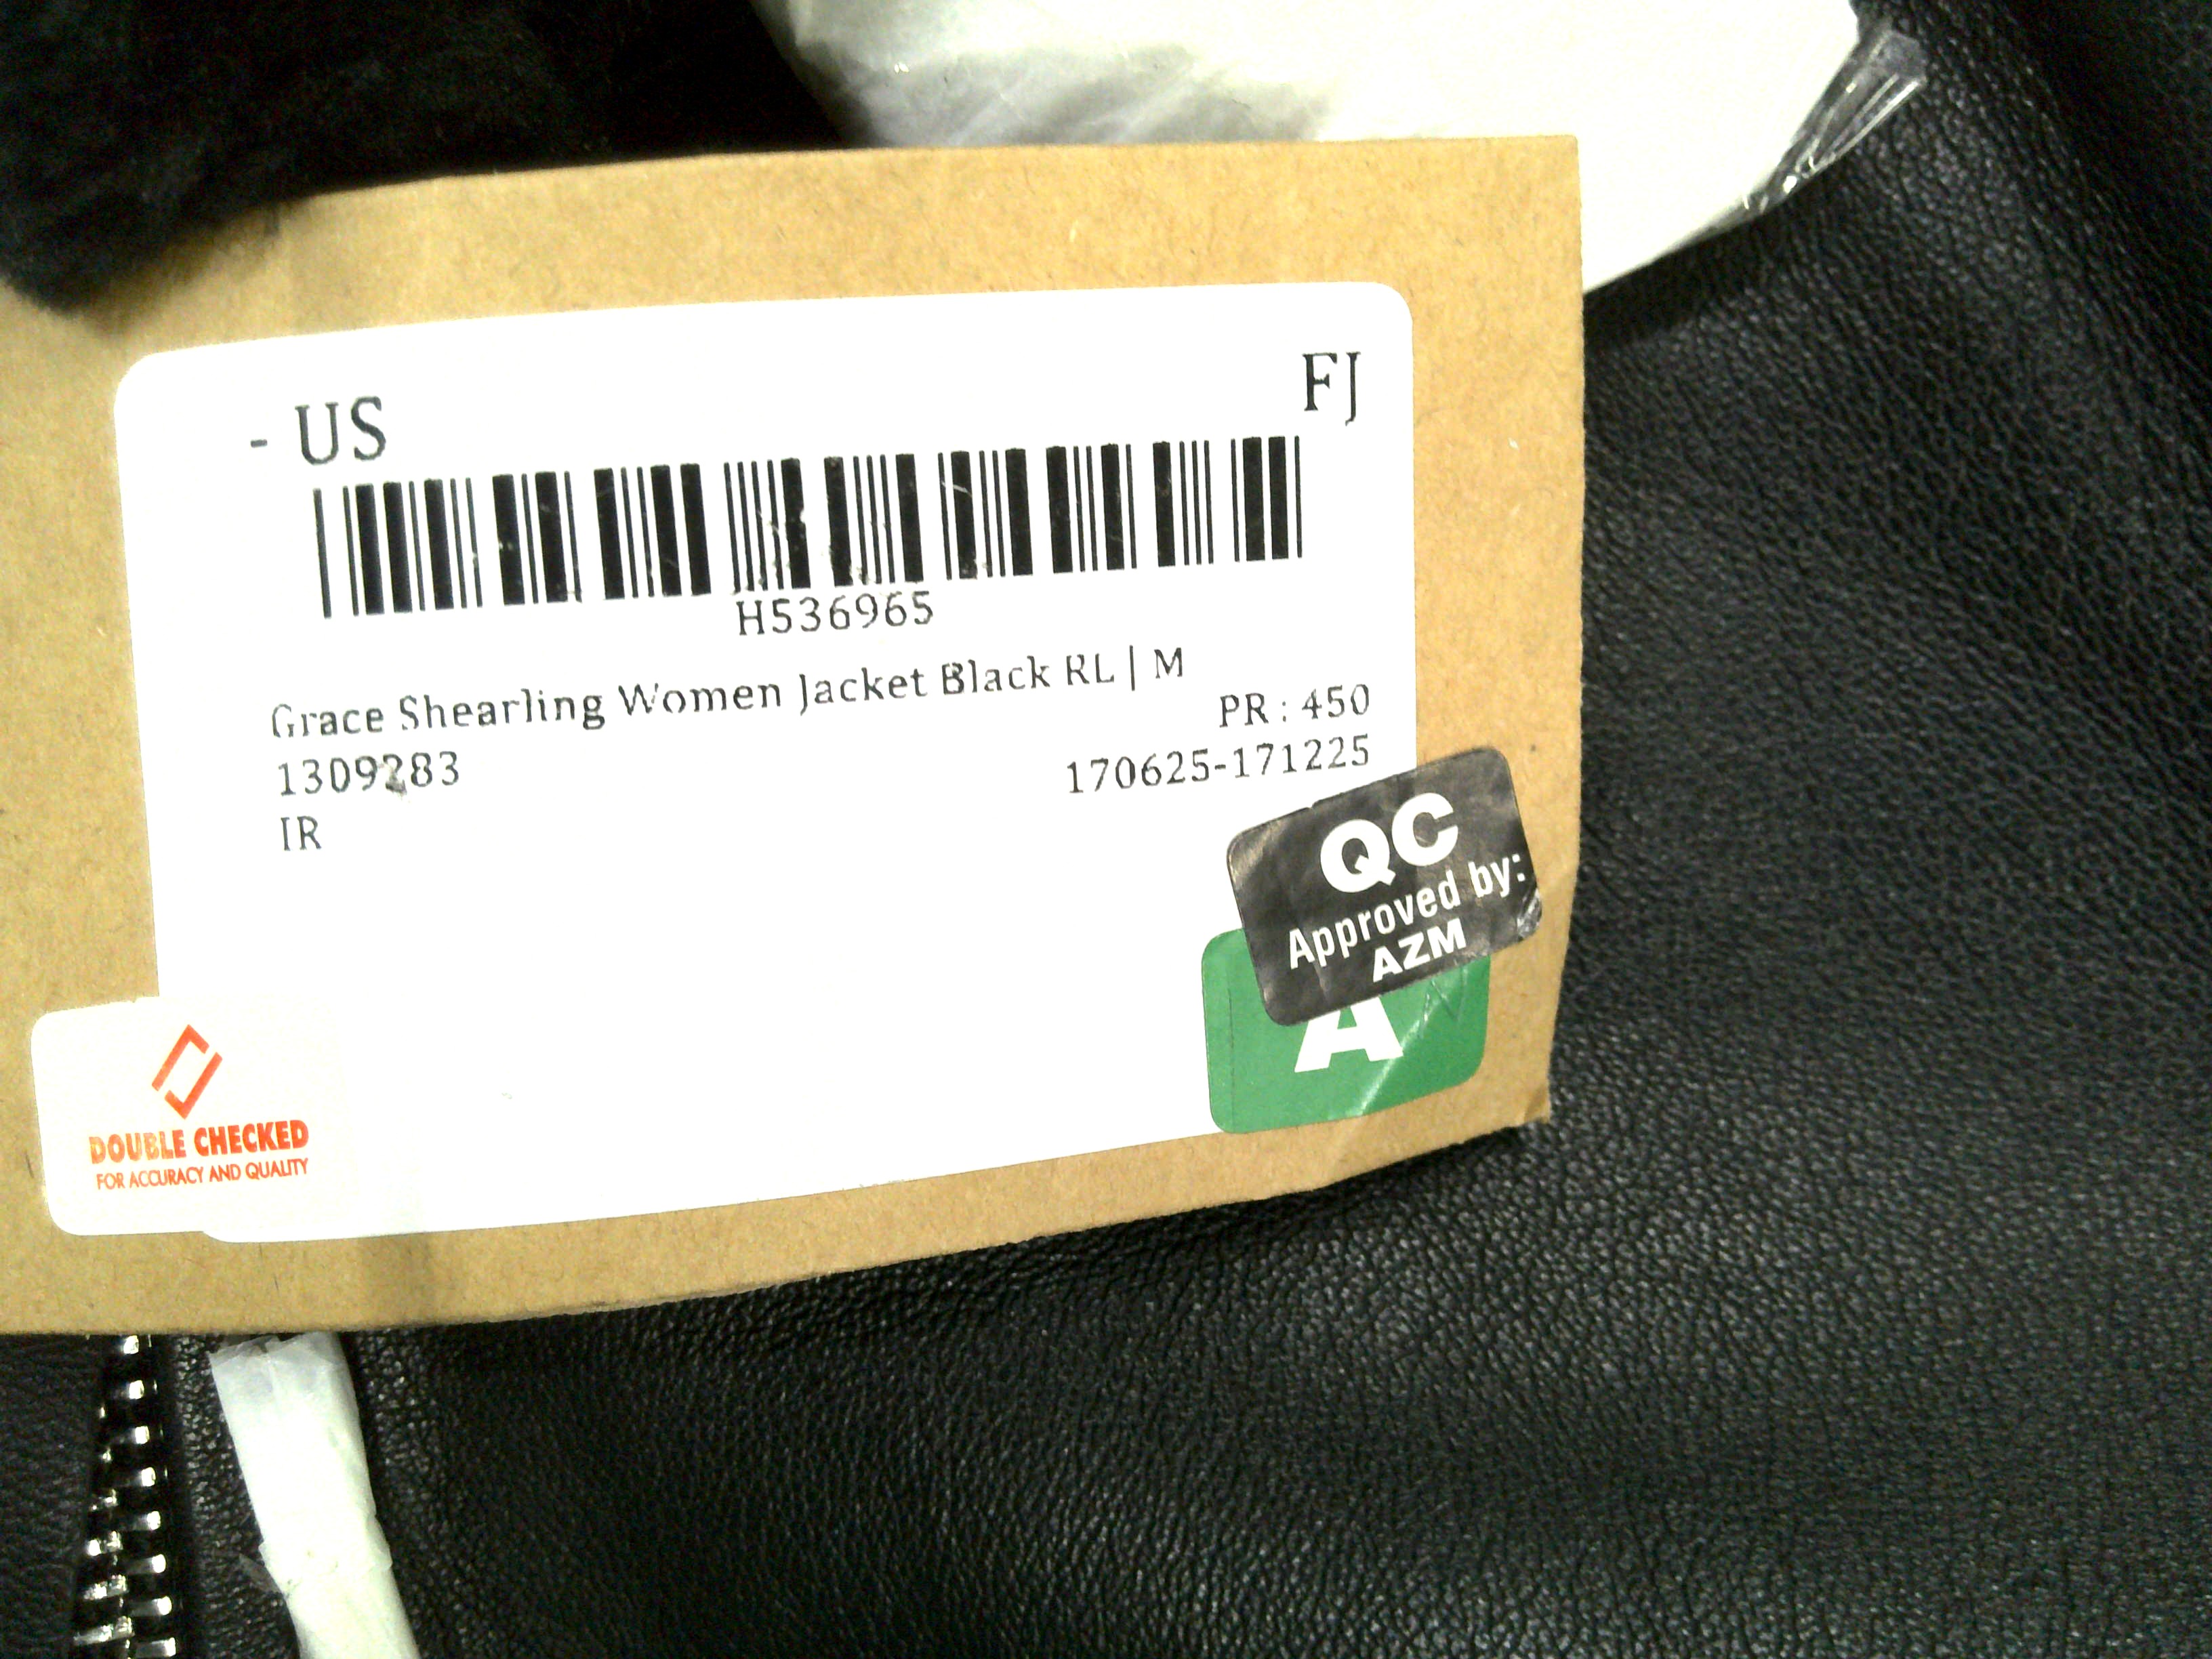 - US
FJ
H536965
Grace Shearling Women Jacket Black RL | M
PR : 450
1309283
170625-171225
IR
QC
Approved by:
AZM
A
DOUBLE CHECKED
FOR ACCURACY AND QUALITY